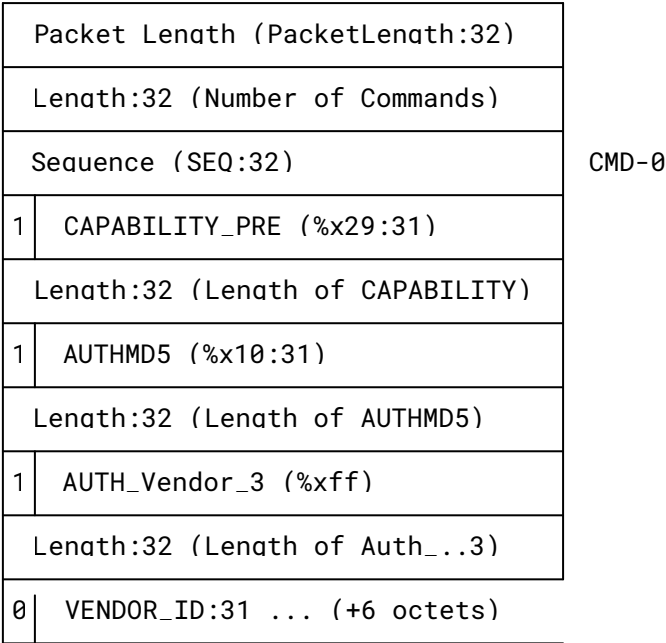 Packet Length (PacketLength:32)
Length:32 (Number of Commands)
Sequence (SEQ:32) CMD-0
1 CAPABILITY_PRE (%x29:31)
Length:32 (Length of CAPABILITY)
1 AUTHMD5 (%x10:31)
Length:32 (Length of AUTHMD5)
1 AUTH_Vendor_3 (%xff)
Length:32 (Length of Auth_..3)
0 VENDOR_ID:31 ... (+6 octets)